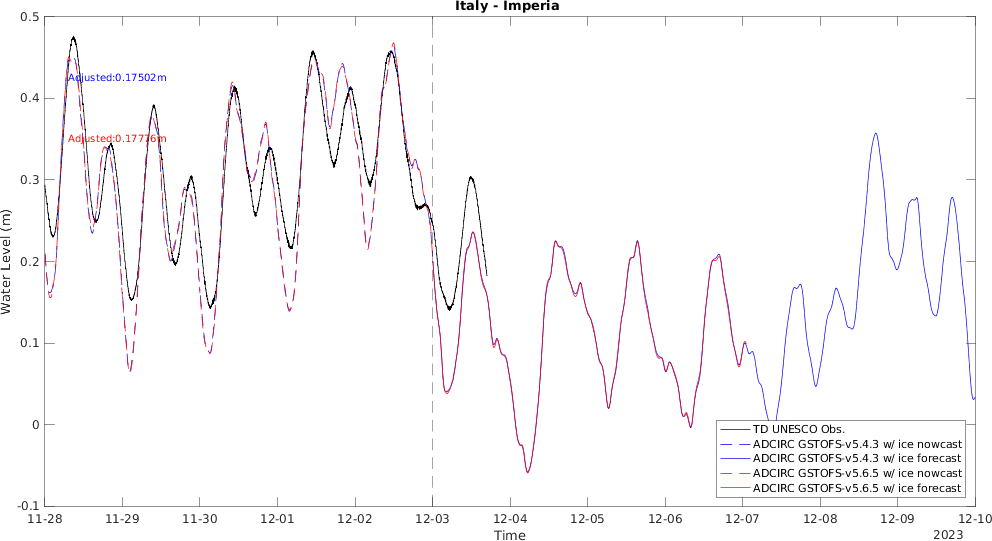 Italy - Imperia
0.5
0.4
0.3
0.2
0.1
0
-0.1
Water Level (m)
Adjusted:0.17502m
Adjusted:0.17776m
TD UNESCO Obs.
ADCIRC GSTOFS-v5.4.3 w/ ice nowcast
ADCIRC GSTOFS-v5.4.3 w/ ice forecast
ADCIRC GSTOFS-v5.6.5 w/ ice nowcast
ADCIRC GSTOFS-v5.6.5 w/ ice forecast
11-28 11-29 11-30 12-01 12-02 12-03 12-04 12-05 12-06 12-07 12-08 12-09 12-10
Time
2023